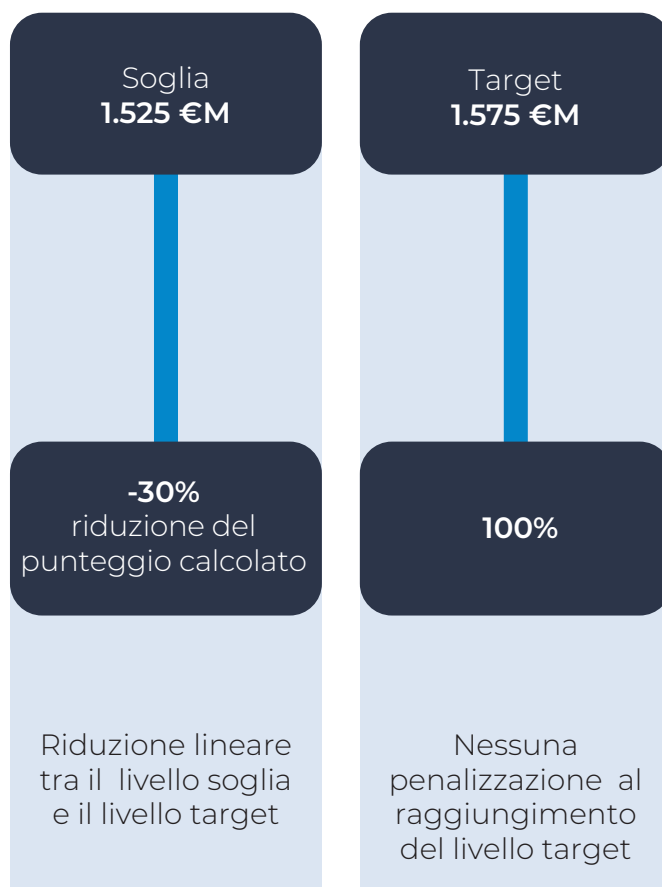 Soglia
1.525 €M
-30%
riduzione del
punteggio calcolato
Riduzione lineare
tra il livello soglia
e il livello target
Target
1.575 €M
100%
Nessuna
penalizzazione al
raggiungimento
del livello target